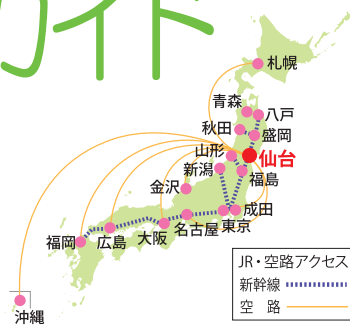 ガイド
札幌
青森
八戸
秋田
盛岡
山形
仙台
新潟
福島
金沢
成田
東京
名古屋
大阪
広島
福岡
沖縄
JR・空路アクセス
新幹線
空 路